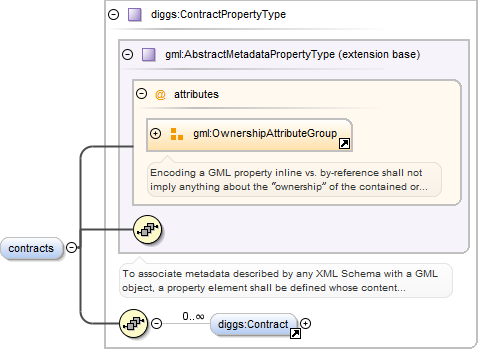 diggs:ContractPropertyType
gml:AbstractMetadataPropertyType (extension base)
@ attributes
gml:OwnershipAttributeGroup
Encoding a GML property inline vs. by-reference shall not
imply anything about the "ownership" of the contained or...
contracts
To associate metadata described by any XML Schema with a GML
object, a property element shall be defined whose content...
0..∞
diggs:Contract